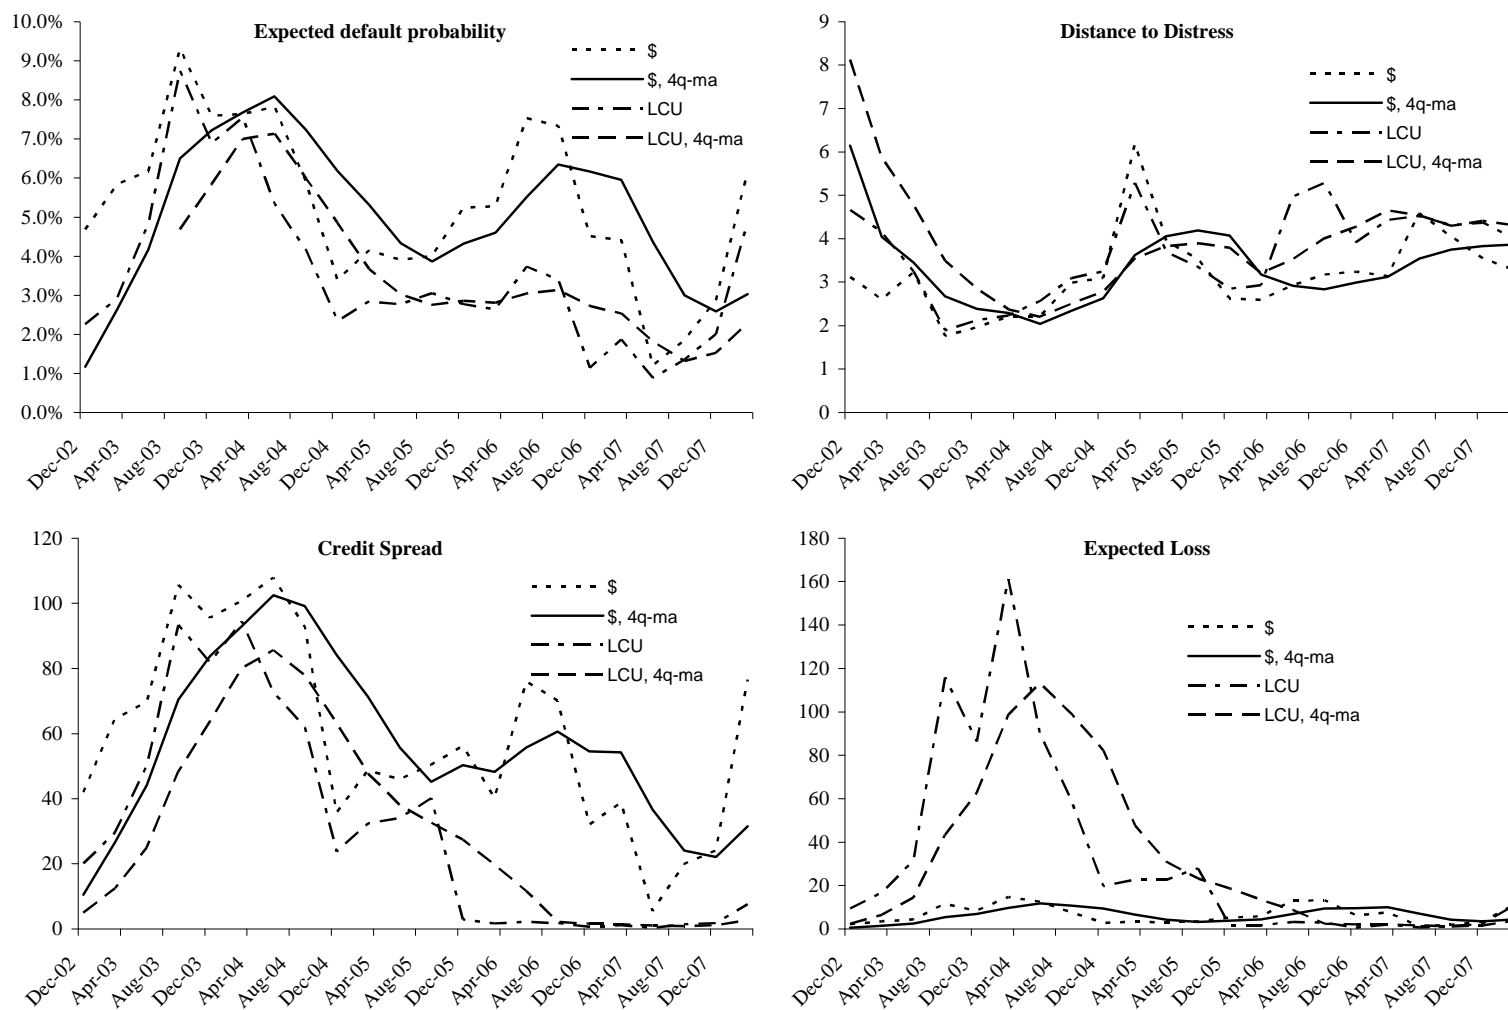 Expected default probability
10.0%
9.0%
8.0%
7.0%
6.0%
5.0%
4.0%
3.0%
2.0%
1.0%
0.0%
$
$, 4q-ma
LCU
LCU, 4q-ma
Dec-02
Apr-03
Aug-03
Dec-03
Apr-04
Aug-04
Dec-04
Apr-05
Aug-05
Dec-05
Apr-06
Aug-06
Dec-06
Apr-07
Aug-07
Dec-07
Distance to Distress
9
8
7
6
5
4
3
2
1
0
$
$, 4q-ma
LCU
LCU, 4q-ma
Dec-02
Apr-03
Aug-03
Dec-03
Apr-04
Aug-04
Dec-04
Apr-05
Aug-05
Dec-05
Apr-06
Aug-06
Dec-06
Apr-07
Aug-07
Dec-07
Credit Spread
120
100
80
60
40
20
0
$
$, 4q-ma
LCU
LCU, 4q-ma
Dec-02
Apr-03
Aug-03
Dec-03
Apr-04
Aug-04
Dec-04
Apr-05
Aug-05
Dec-05
Apr-06
Aug-06
Dec-06
Apr-07
Aug-07
Dec-07
Expected Loss
180
160
140
120
100
80
60
40
20
0
$
$, 4q-ma
LCU
LCU, 4q-ma
Dec-02
Apr-03
Aug-03
Dec-03
Apr-04
Aug-04
Dec-04
Apr-05
Aug-05
Dec-05
Apr-06
Aug-06
Dec-06
Apr-07
Aug-07
Dec-07